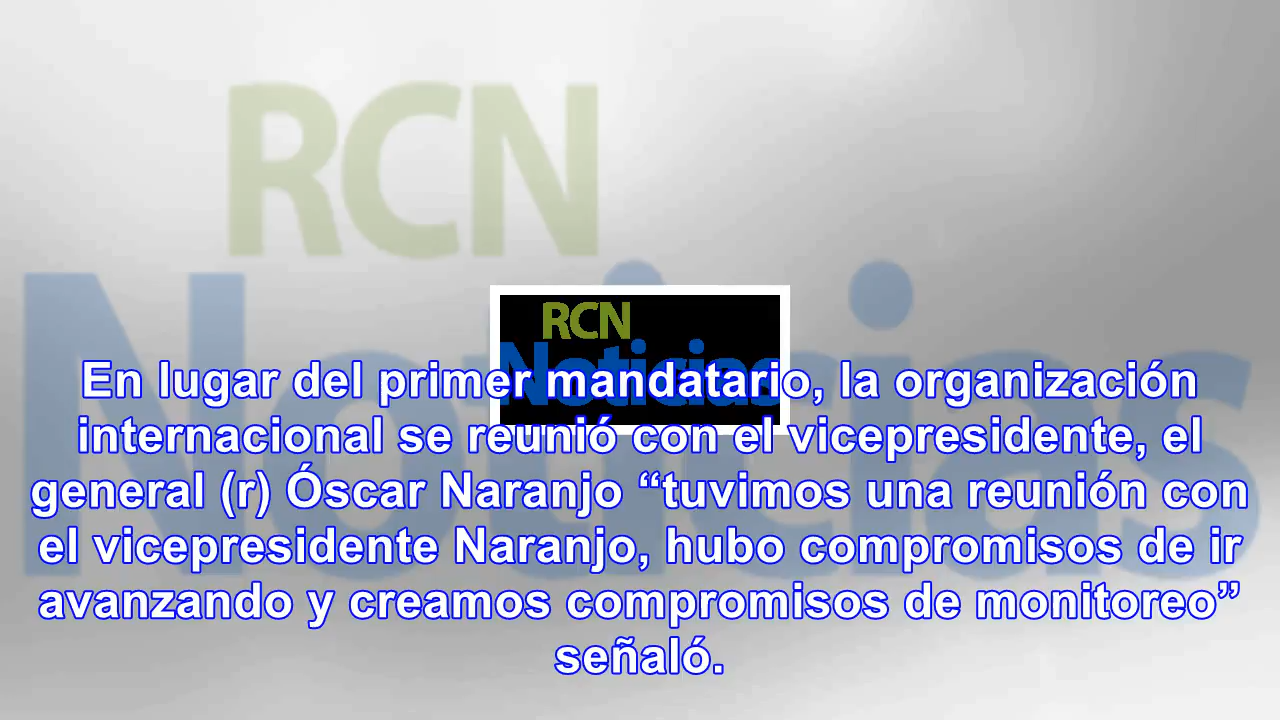 RCN
Noticias
RCN
Noticias
En lugar del primer mandatario, la organización
internacional se reunió con el vicepresidente, el
general (r) Óscar Naranjo “tuvimos una reunión con
el vicepresidente Naranjo, hubo compromisos de ir
avanzando y creamos compromisos de monitoreo”
señaló.